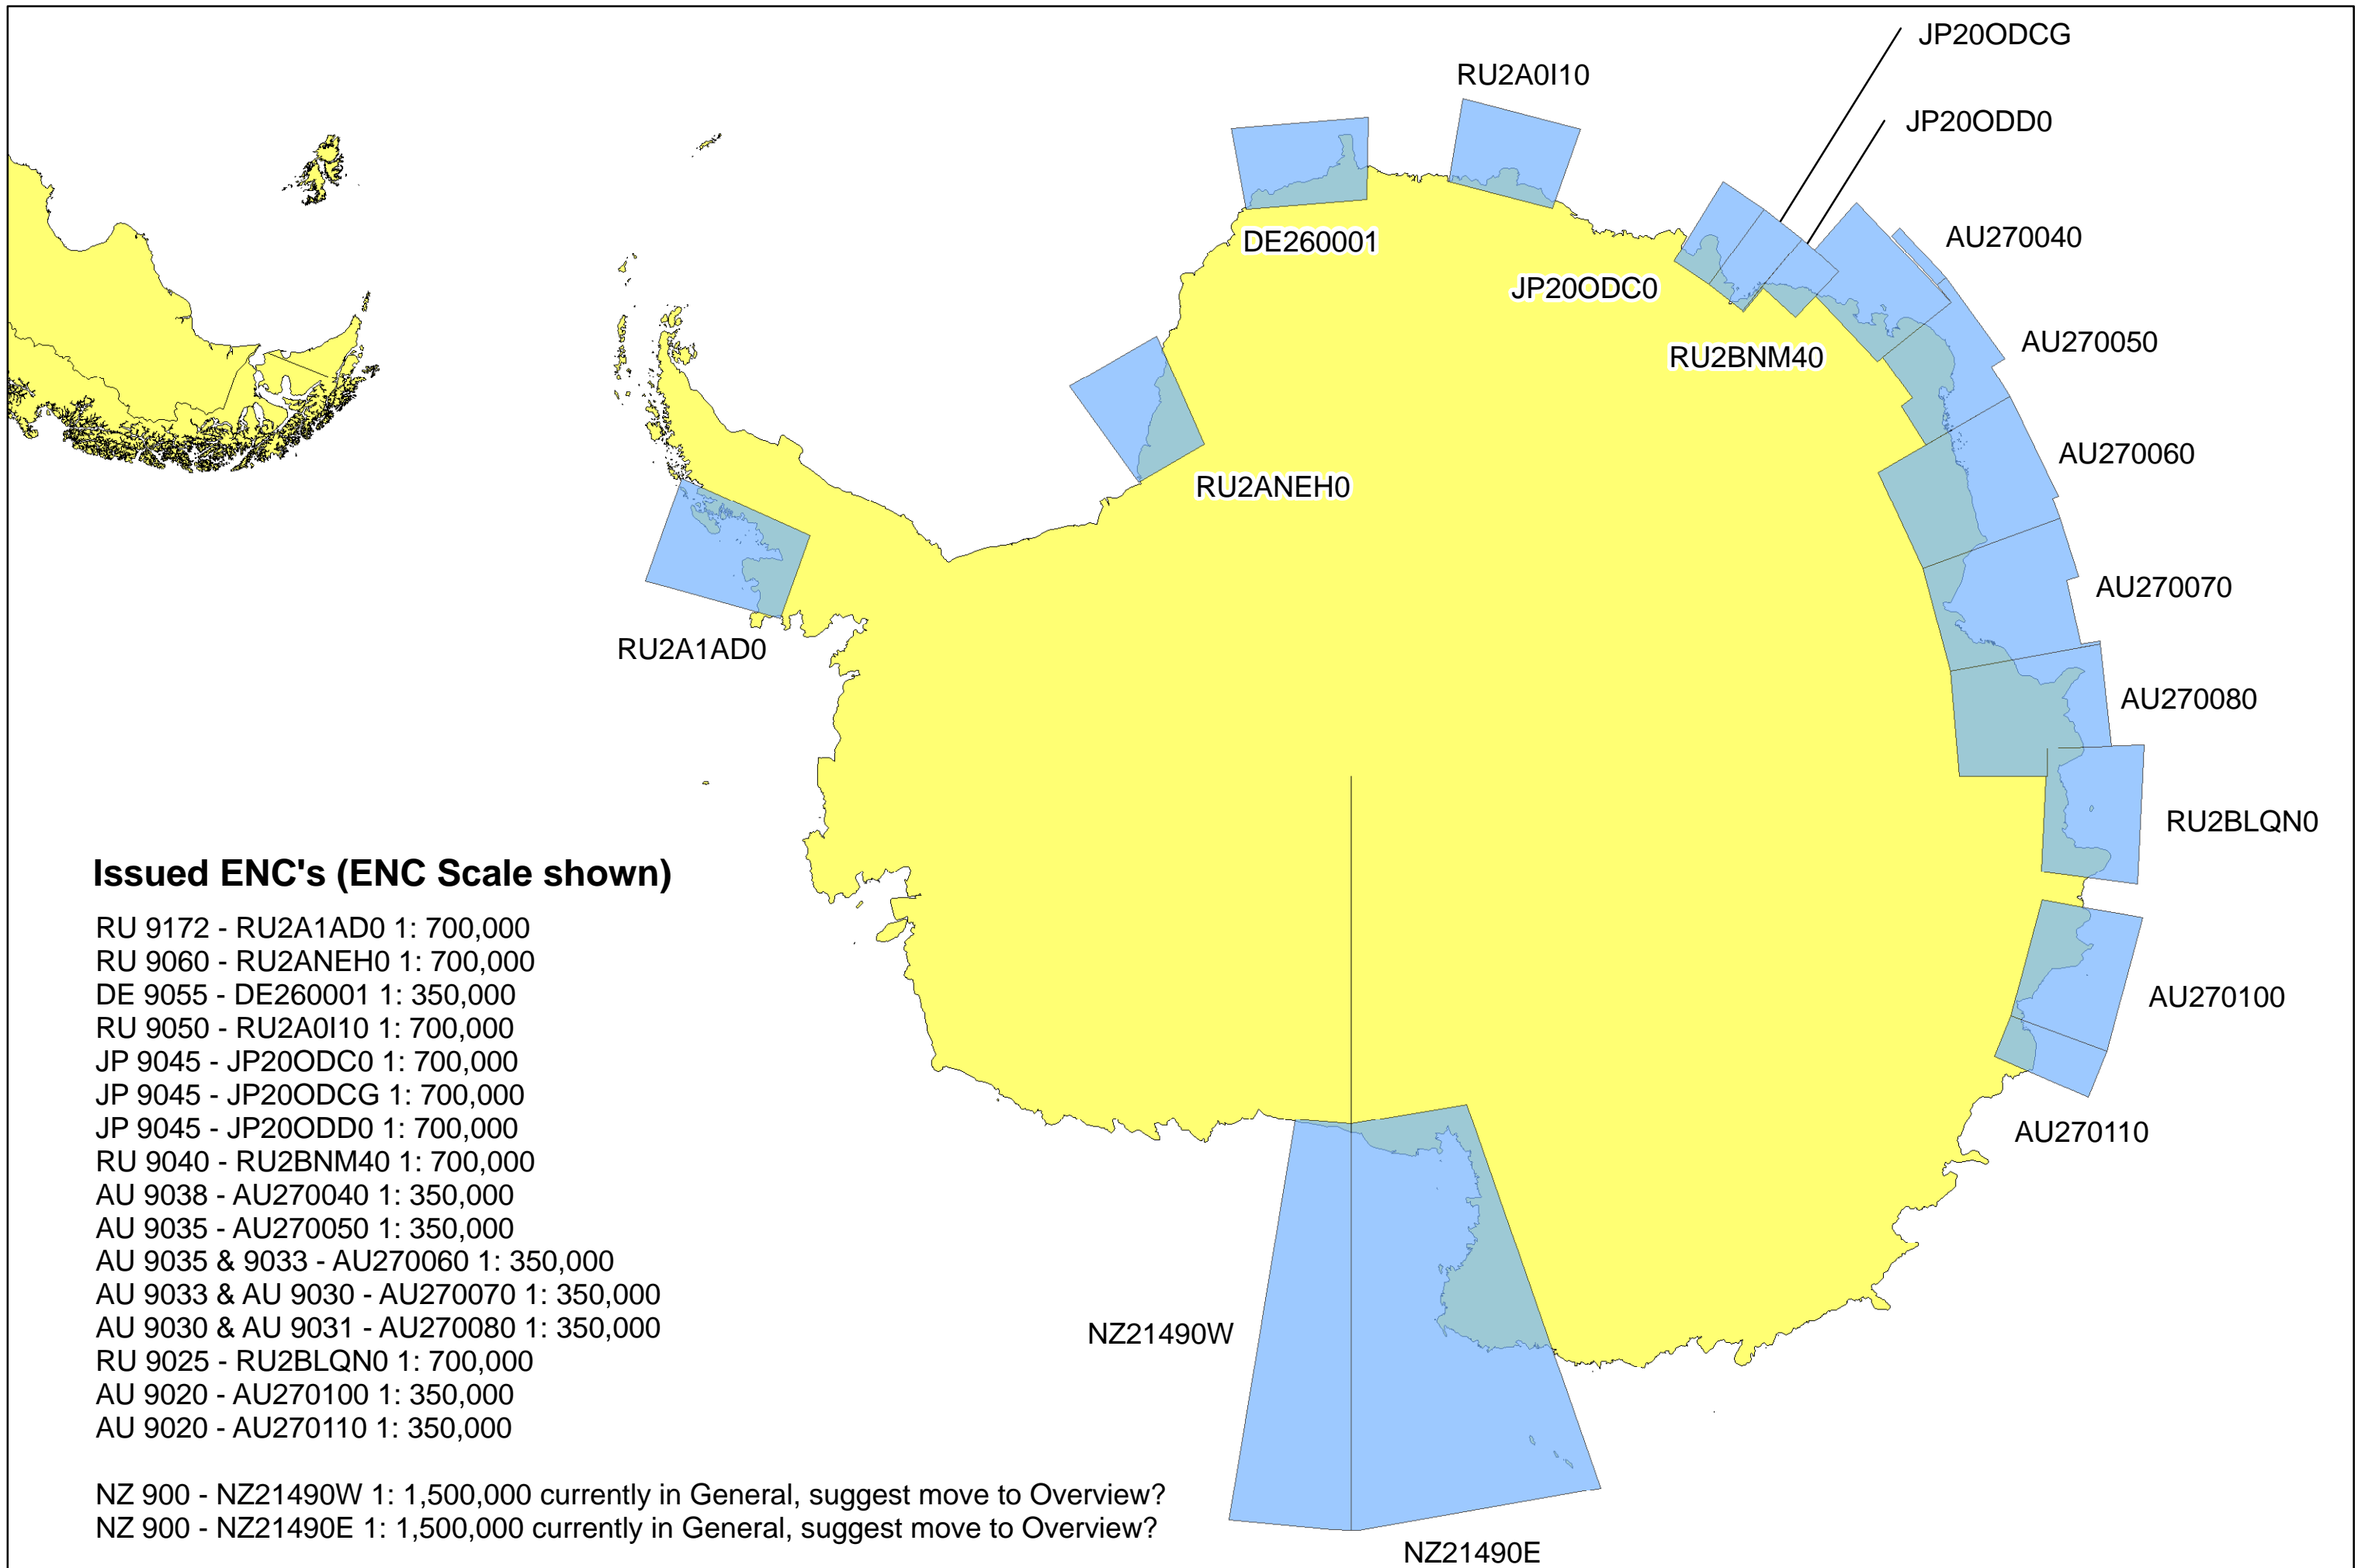 JP20ODCG
RU2A0I10
JP20ODD0
AU270040
DE260001
JP20ODC0
AU270050
RU2BNM40
AU270060
RU2ANEH0
AU270070
RU2A1AD0
AU270080
RU2BLQN0
AU270100
AU270110
NZ21490W
NZ21490E
Issued ENC's (ENC Scale shown)
RU 9172 - RU2A1AD0 1: 700,000
RU 9060 - RU2ANEH0 1: 700,000
DE 9055 - DE260001 1: 350,000
RU 9050 - RU2A0I10 1: 700,000
JP 9045 - JP20ODC0 1: 700,000
JP 9045 - JP20ODCG 1: 700,000
JP 9045 - JP20ODD0 1: 700,000
RU 9040 - RU2BNM40 1: 700,000
AU 9038 - AU270040 1: 350,000
AU 9035 - AU270050 1: 350,000
AU 9035 & 9033 - AU270060 1: 350,000
AU 9033 & AU 9030 - AU270070 1: 350,000
AU 9030 & AU 9031 - AU270080 1: 350,000
RU 9025 - RU2BLQN0 1: 700,000
AU 9020 - AU270100 1: 350,000
AU 9020 - AU270110 1: 350,000
NZ 900 - NZ21490W 1: 1,500,000 currently in General, suggest move to Overview?
NZ 900 - NZ21490E 1: 1,500,000 currently in General, suggest move to Overview?